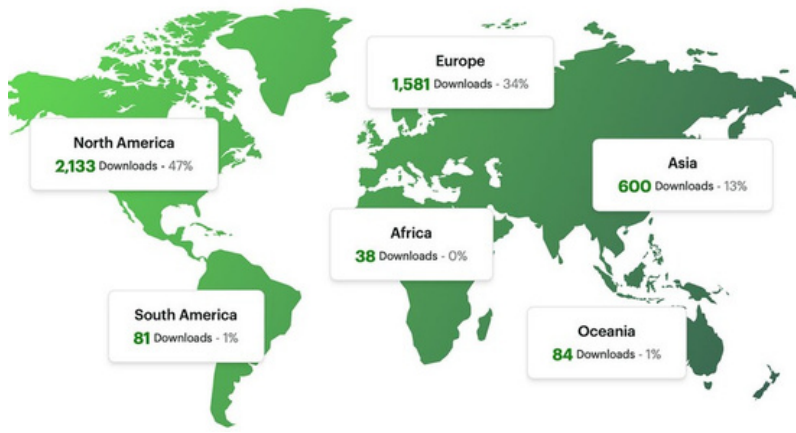 Europe
1,581 Downloads - 34%
North America
2,133 Downloads - 47%
Asia
600 Downloads - 13%
Africa
38 Downloads - 0%
South America
81 Downloads - 1%
Oceania
84 Downloads - 1%